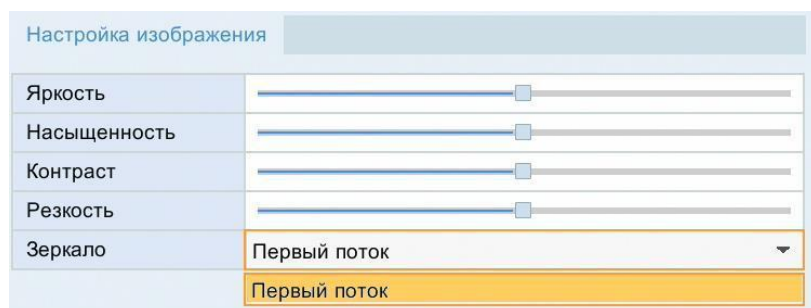 Настройка изображения
Яркость
Насыщенность
Контраст
Резкость
Зеркало Первый поток
Первый поток